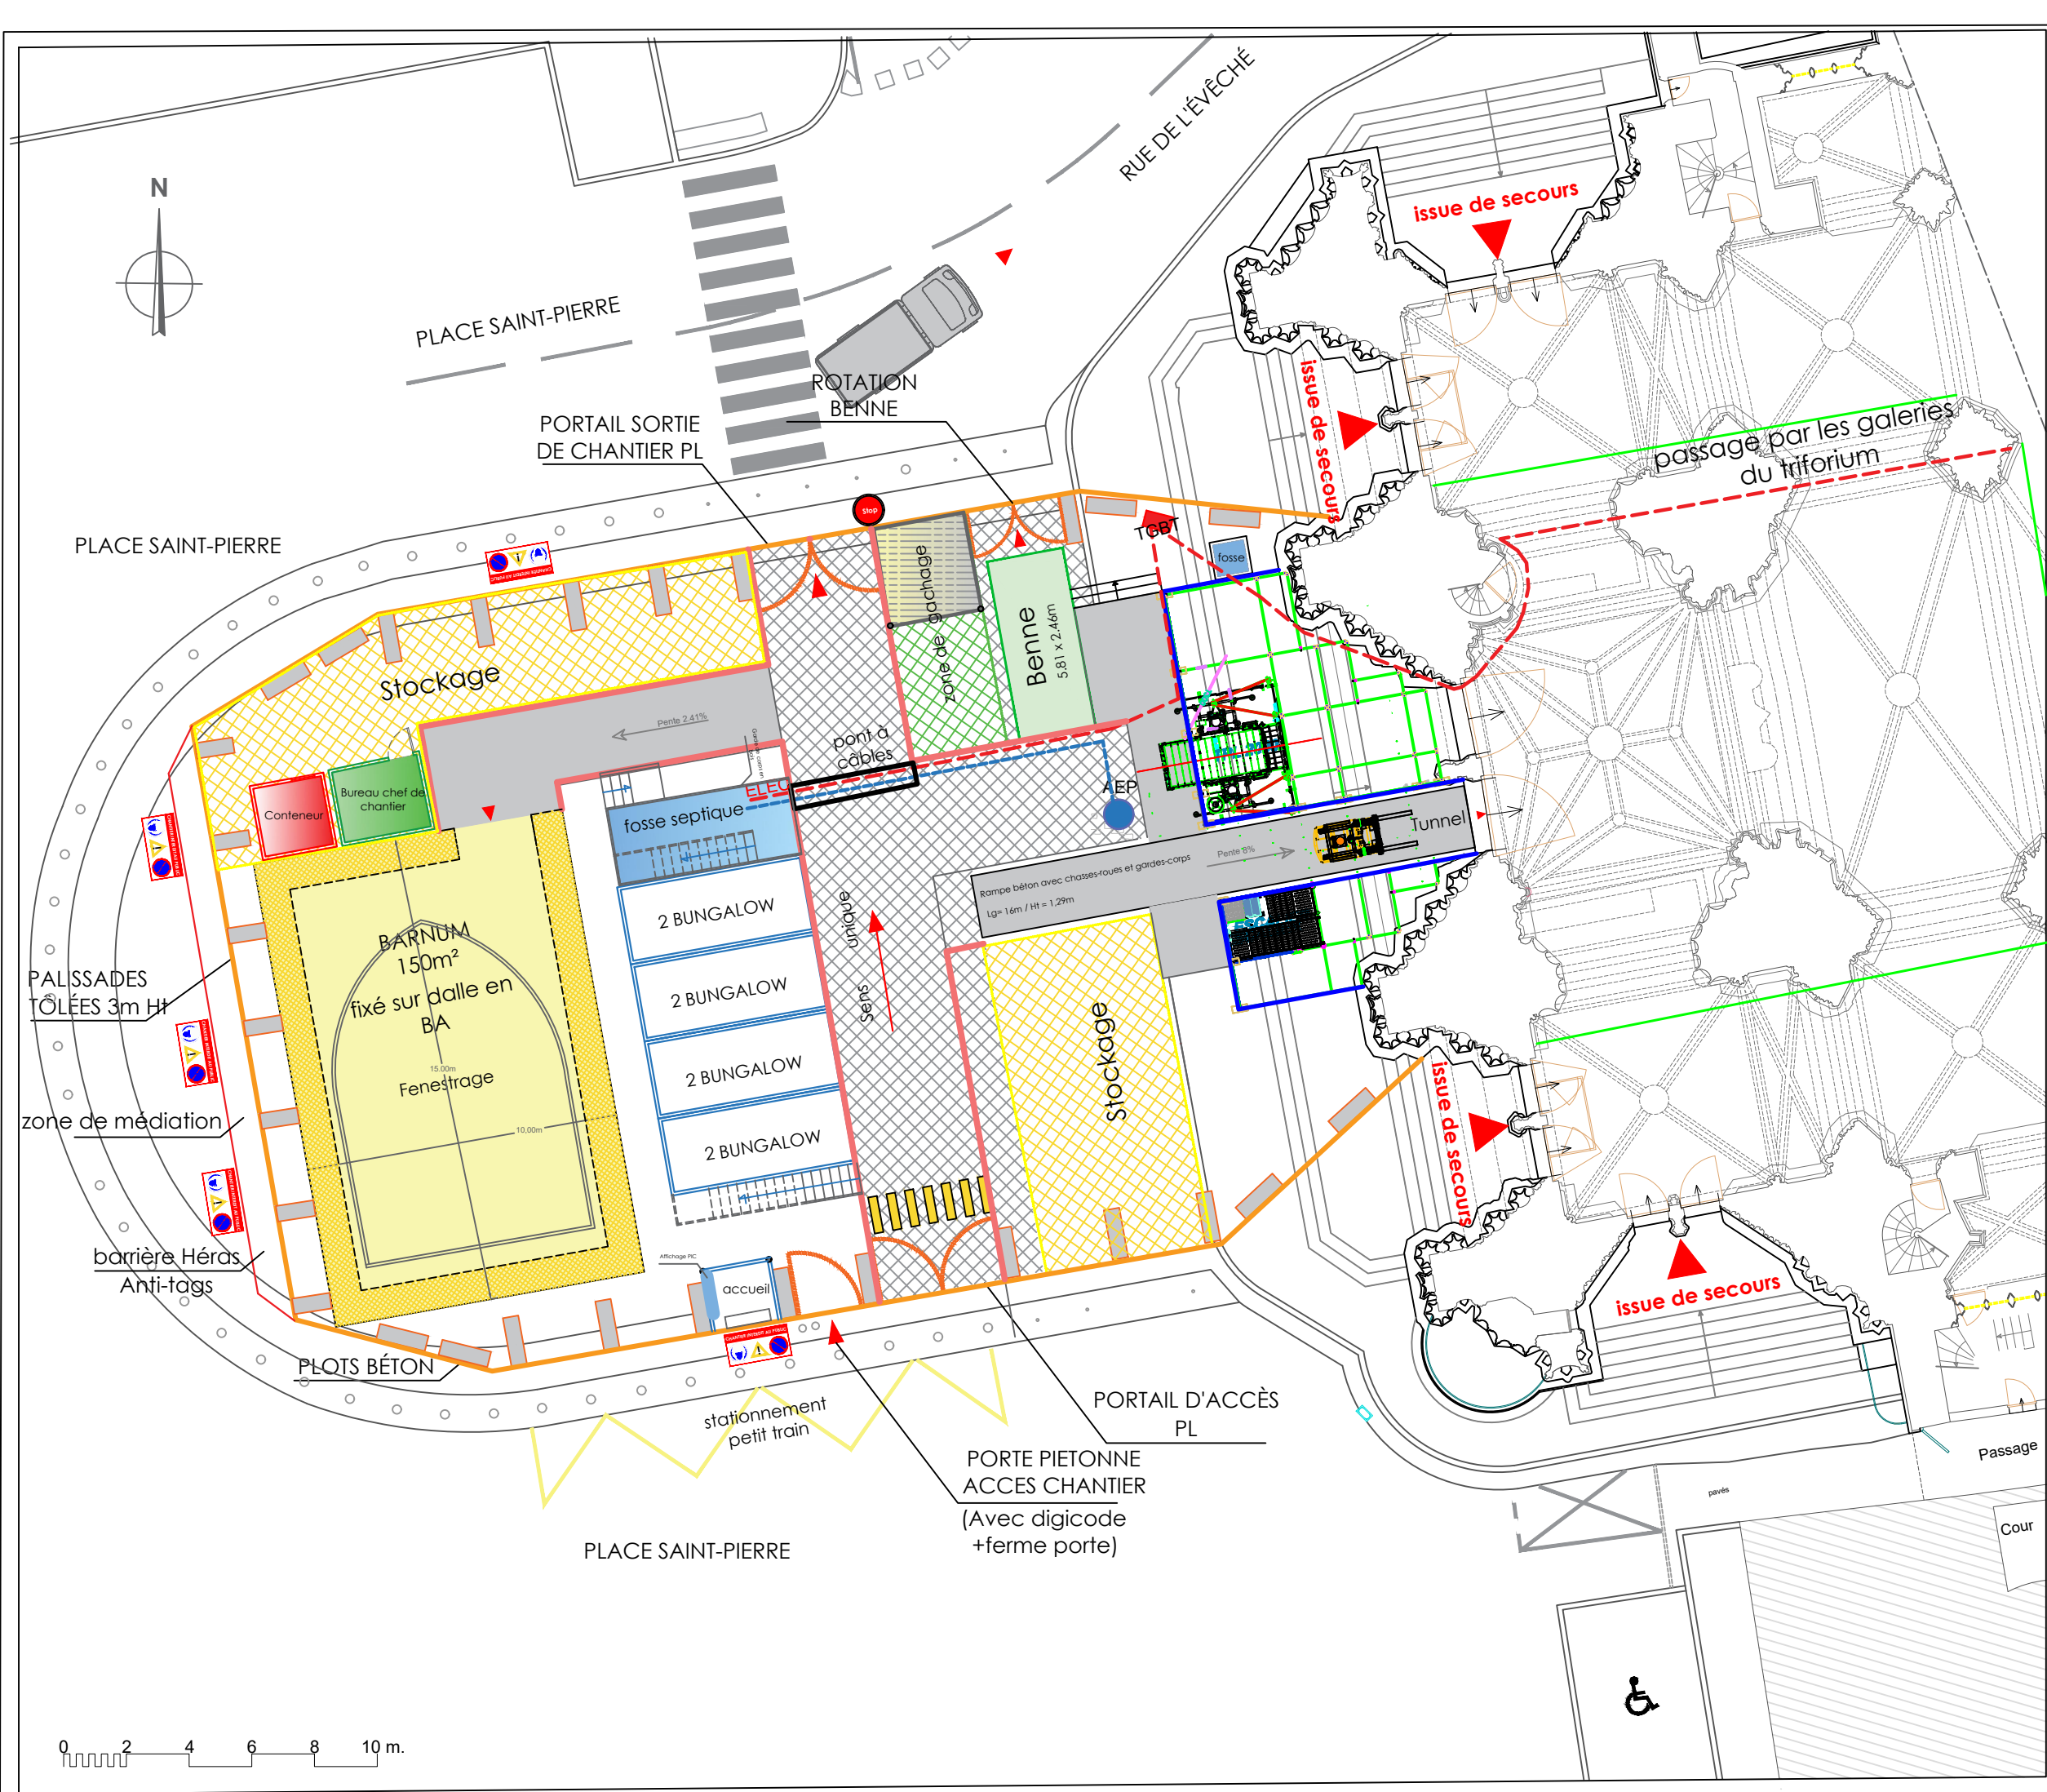 RUE DE L'ÉVÊCHÉ
N
PLACE SAINT-PIERRE
issue de secours
ROTATION
BENNE
PORTAIL SORTIE
DE CHANTIER PL
issue de secours
passage par les galeries
du triforium
PLACE SAINT-PIERRE
Stop
TGBT
fosse
zone de gachage
Benne
5.81 x 2.46m
Stockage
Pente 2.41%
pont à
câbles
ELEC
AEP
Conteneur
Bureau chef de
chantier
fosse septique
Tunnel
Rampe béton avec chasses-roues et gardes-corps
Lg= 16m / Ht = 1,29m
Pente 8%
2 BUNGALOW
2 BUNGALOW
2 BUNGALOW
2 BUNGALOW
Sens unique
BARNUM
150m²
fixé sur dalle en
BA
15.00m
Fenestrage
10,00m
PALISSADES
TÔLÉES 3m Ht
Stockage
issue de secours
zone de médiation
barrière Héras
Anti-tags
Affichage PIC
accueil
CHANTIER INTERDIT AU PUBLIC
issue de secours
PLOTS BÉTON
stationnement
petit train
PORTAIL D'ACCÈS
PL
PORTE PIETONNE
ACCES CHANTIER
(Avec digicode
+ferme porte)
Passage
pavés
Cour
PLACE SAINT-PIERRE
0 2 4 6 8 10 m.